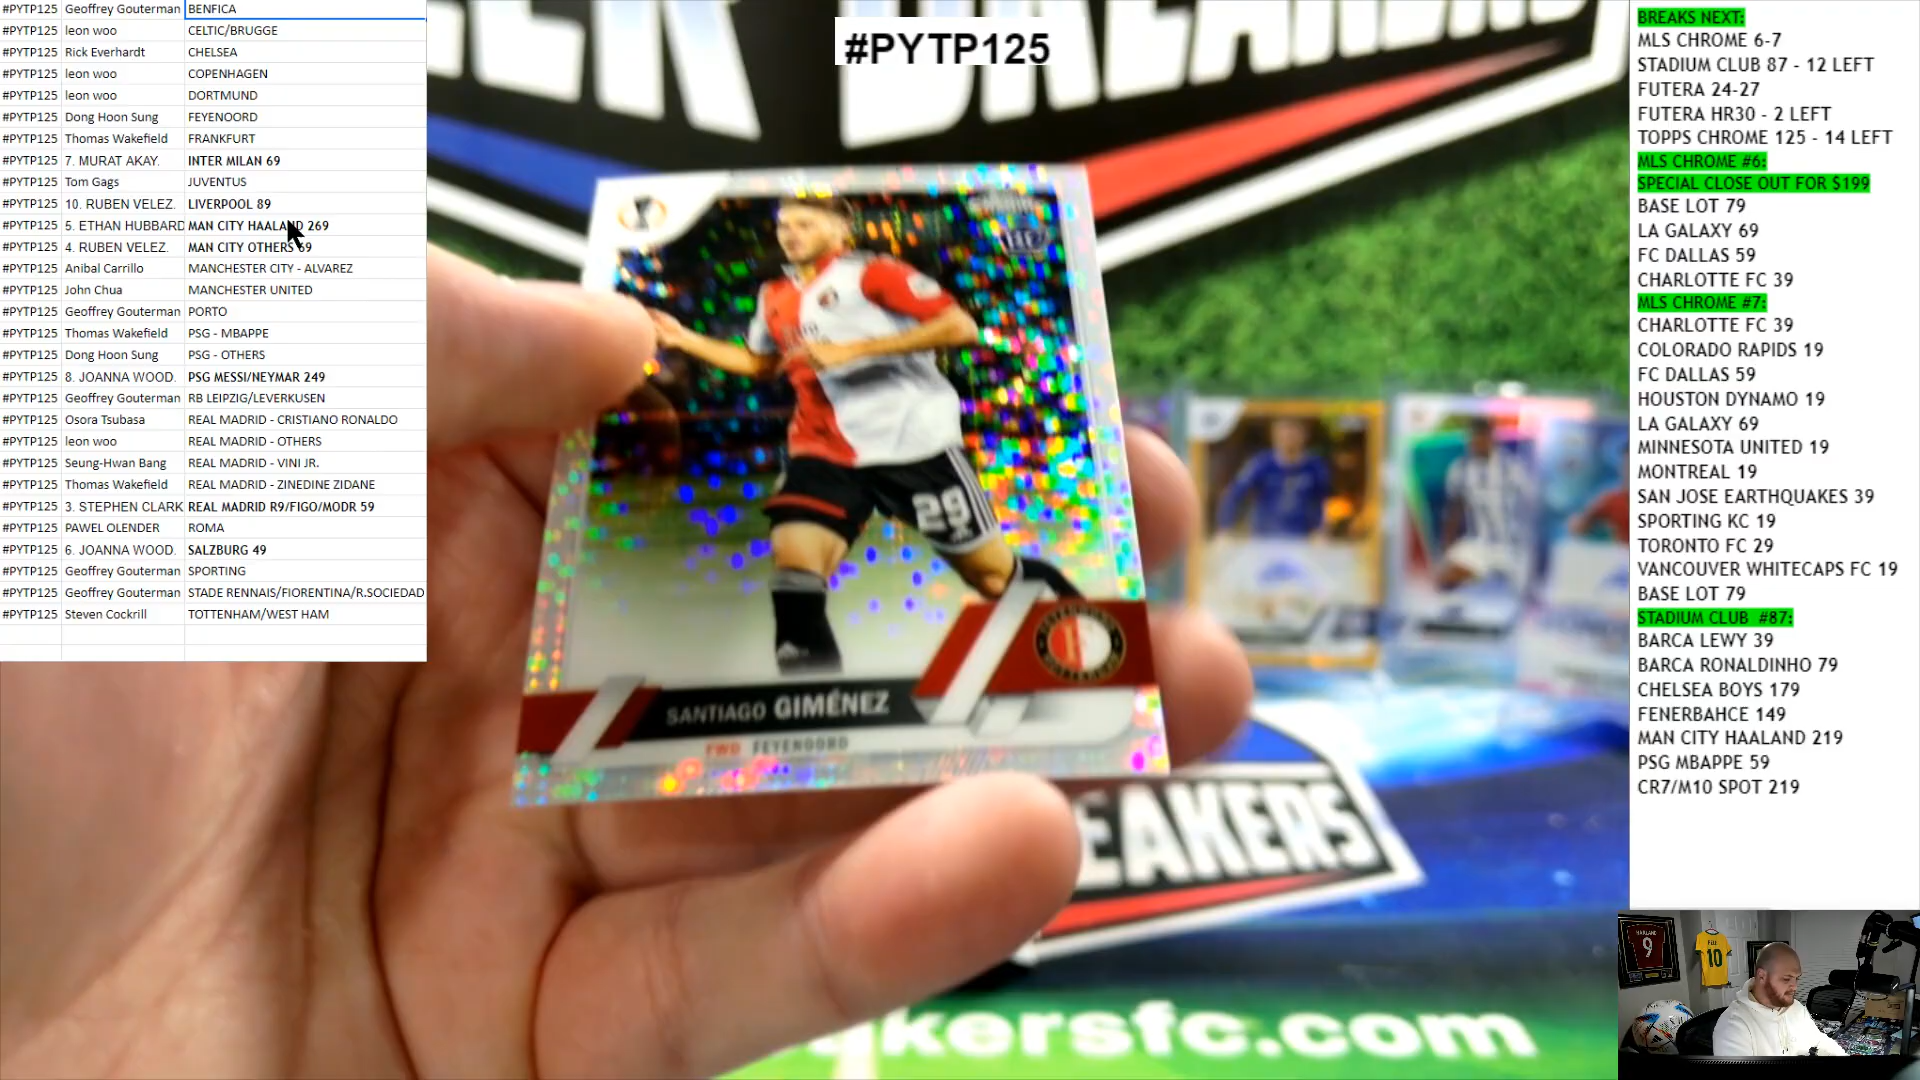 #PYTP125 Geoffrey Gouterman BENFICA
#PYTP125 leon woo CELTIC/BRUGGE
#PYTP125 Rick Everhardt CHELSEA
#PYTP125 leon woo COPENHAGEN
#PYTP125 leon woo DORTMUND
#PYTP125 Dong Hoon Sung FEYENOORD
#PYTP125 Thomas Wakefield FRANKFURT
#PYTP125 7. MURAT AKAY. INTER MILAN 69
#PYTP125 Tom Gags JUVENTUS
#PYTP125 10. RUBEN VELEZ. LIVERPOOL 89
#PYTP125 5. ETHAN HUBBARD MAN CITY HAALAND 269
#PYTP125 4. RUBEN VELEZ. MAN CITY OTHERS 69
#PYTP125 Anibal Carrillo MANCHESTER CITY - ALVAREZ
#PYTP125 John Chua MANCHESTER UNITED
#PYTP125 Geoffrey Gouterman PORTO
#PYTP125 Thomas Wakefield PSG - MBAPPE
#PYTP125 Dong Hoon Sung PSG - OTHERS
#PYTP125 8. JOANNA WOOD. PSG MESSI/NEYMAR 249
#PYTP125 Geoffrey Gouterman RB LEIPZIG/LEVERKUSEN
#PYTP125 Osora Tsubasa REAL MADRID - CRISTIANO RONALDO
#PYTP125 leon woo REAL MADRID - OTHERS
#PYTP125 Seung-Hwan Bang REAL MADRID - VINI JR.
#PYTP125 Thomas Wakefield REAL MADRID - ZINEDINE ZIDANE
#PYTP125 3. STEPHEN CLARK REAL MADRID R9/FIGO/MODR 59
#PYTP125 PAWEL OLENDER ROMA
#PYTP125 6. JOANNA WOOD. SALZBURG 49
#PYTP125 Geoffrey Gouterman SPORTING
#PYTP125 Geoffrey Gouterman STADE RENNAIS/FIORENTINA/R.SOCIEDAD
#PYTP125 Steven Cockrill TOTTENHAM/WEST HAM
#PYTP125
29
SANTIAGO GIMÉNEZ
FWD FEYENOORD
EAKERS
akersfc.com
BREAKS NEXT:
MLS CHROME 6-7
STADIUM CLUB 87 - 12 LEFT
FUTERA 24-27
FUTERA HR30 - 2 LEFT
TOPPS CHROME 125 - 14 LEFT
MLS CHROME #6:
SPECIAL CLOSE OUT FOR $199
BASE LOT 79
LA GALAXY 69
FC DALLAS 59
CHARLOTTE FC 39
MLS CHROME #7:
CHARLOTTE FC 39
COLORADO RAPIDS 19
FC DALLAS 59
HOUSTON DYNAMO 19
LA GALAXY 69
MINNESOTA UNITED 19
MONTREAL 19
SAN JOSE EARTHQUAKES 39
SPORTING KC 19
TORONTO FC 29
VANCOUVER WHITECAPS FC 19
BASE LOT 79
STADIUM CLUB #87:
BARCA LEWY 39
BARCA RONALDINHO 79
CHELSEA BOYS 179
FENERBAHCE 149
MAN CITY HAALAND 219
PSG MBAPPE 59
CR7/M10 SPOT 219
9
10